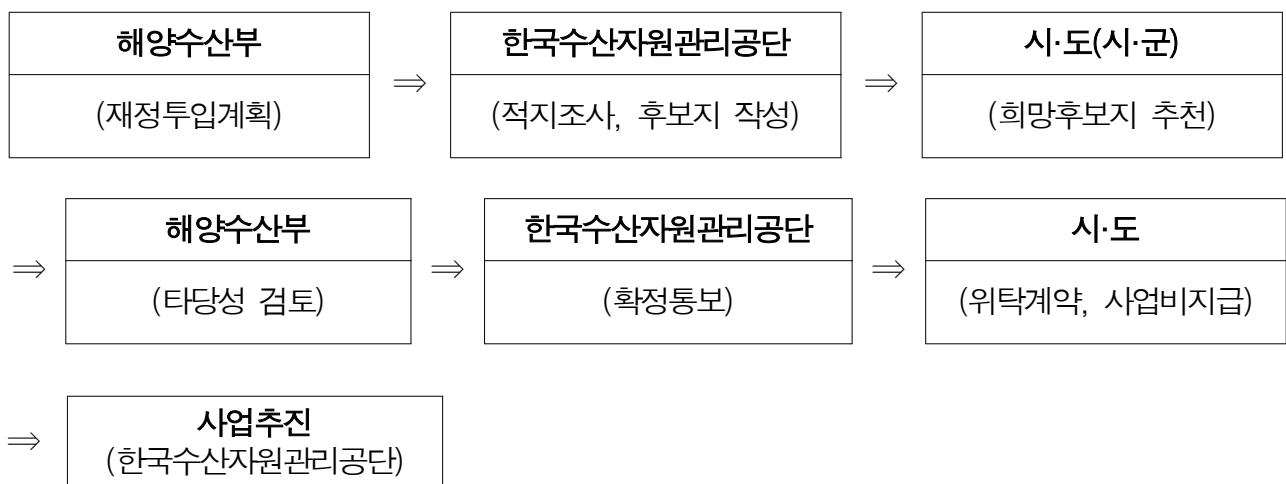 해양수산부 ⇒ 한국수산자원관리공단 ⇒ 시·도(시·군)
(재정투입계획) (적지조사, 후보지 작성) (희망후보지 추천)
⇒ 해양수산부 ⇒ 한국수산자원관리공단 ⇒ 시·도
(타당성 검토) (확정통보) (위탁계약, 사업비지급)
⇒ 사업추진
(한국수산자원관리공단)